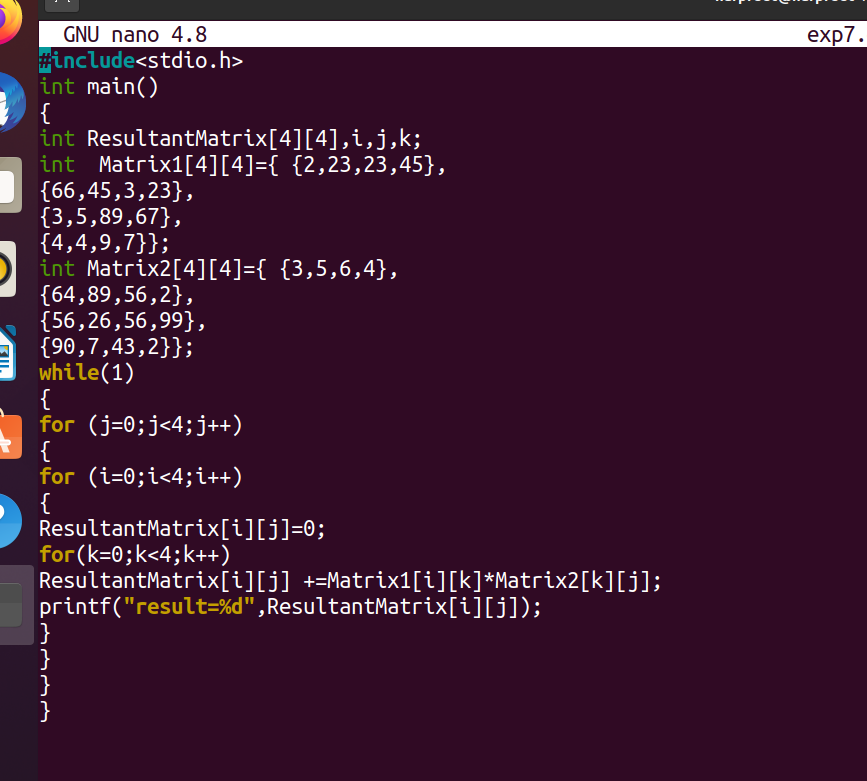 GNU nano 4.8 exp7.
#include<stdio.h>
int main()
{
int ResultantMatrix[4][4],i,j,k;
int  Matrix1[4][4]={ {2,23,23,45},
{66,45,3,23},
{3,5,89,67},
{4,4,9,7}};
int Matrix2[4][4]={ {3,5,6,4},
{64,89,56,2},
{56,26,56,99},
{90,7,43,2}};
while(1)
{
for (j=0;j<4;j++)
{
for (i=0;i<4;i++)
{
ResultantMatrix[i][j]=0;
for(k=0;k<4;k++)
ResultantMatrix[i][j] +=Matrix1[i][k]*Matrix2[k][j];
printf("result=%d",ResultantMatrix[i][j]);
}
}
}
}